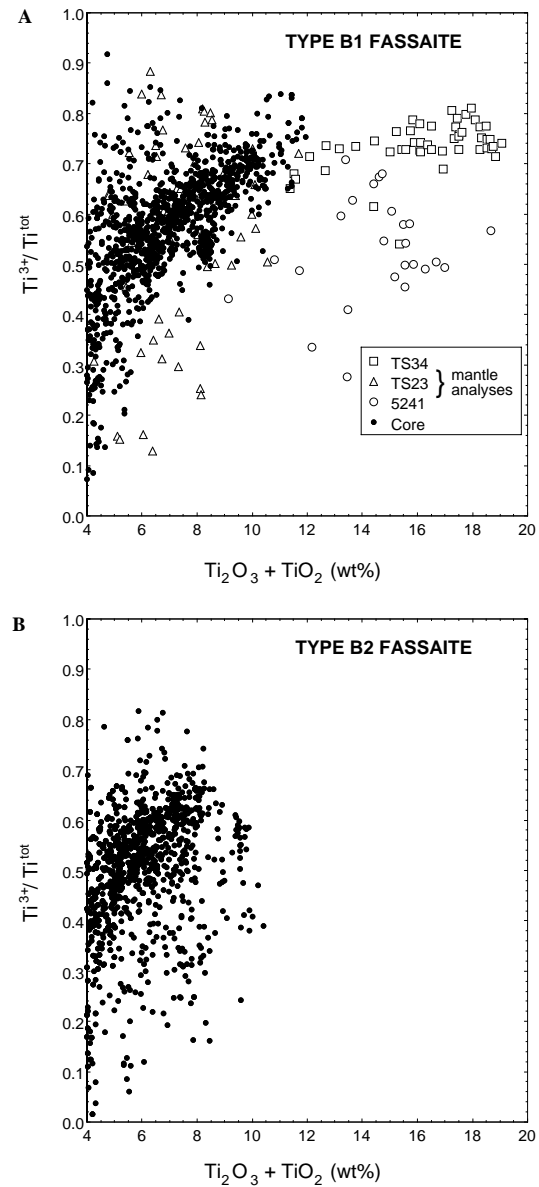 A
TYPE B1 FASSAITE
1.0
0.9
0.8
0.7
0.6
0.5
0.4
0.3
0.2
0.1
0.0
Ti3+/ Titot
TS34
TS23
5241
Core
} mantle
analyses
4 6 8 10 12 14 16 18 20
Ti2O3 + TiO2 (wt%)
B
TYPE B2 FASSAITE
1.0
0.9
0.8
0.7
0.6
0.5
0.4
0.3
0.2
0.1
0.0
Ti3+/ Titot
4 6 8 10 12 14 16 18 20
Ti2O3 + TiO2 (wt%)